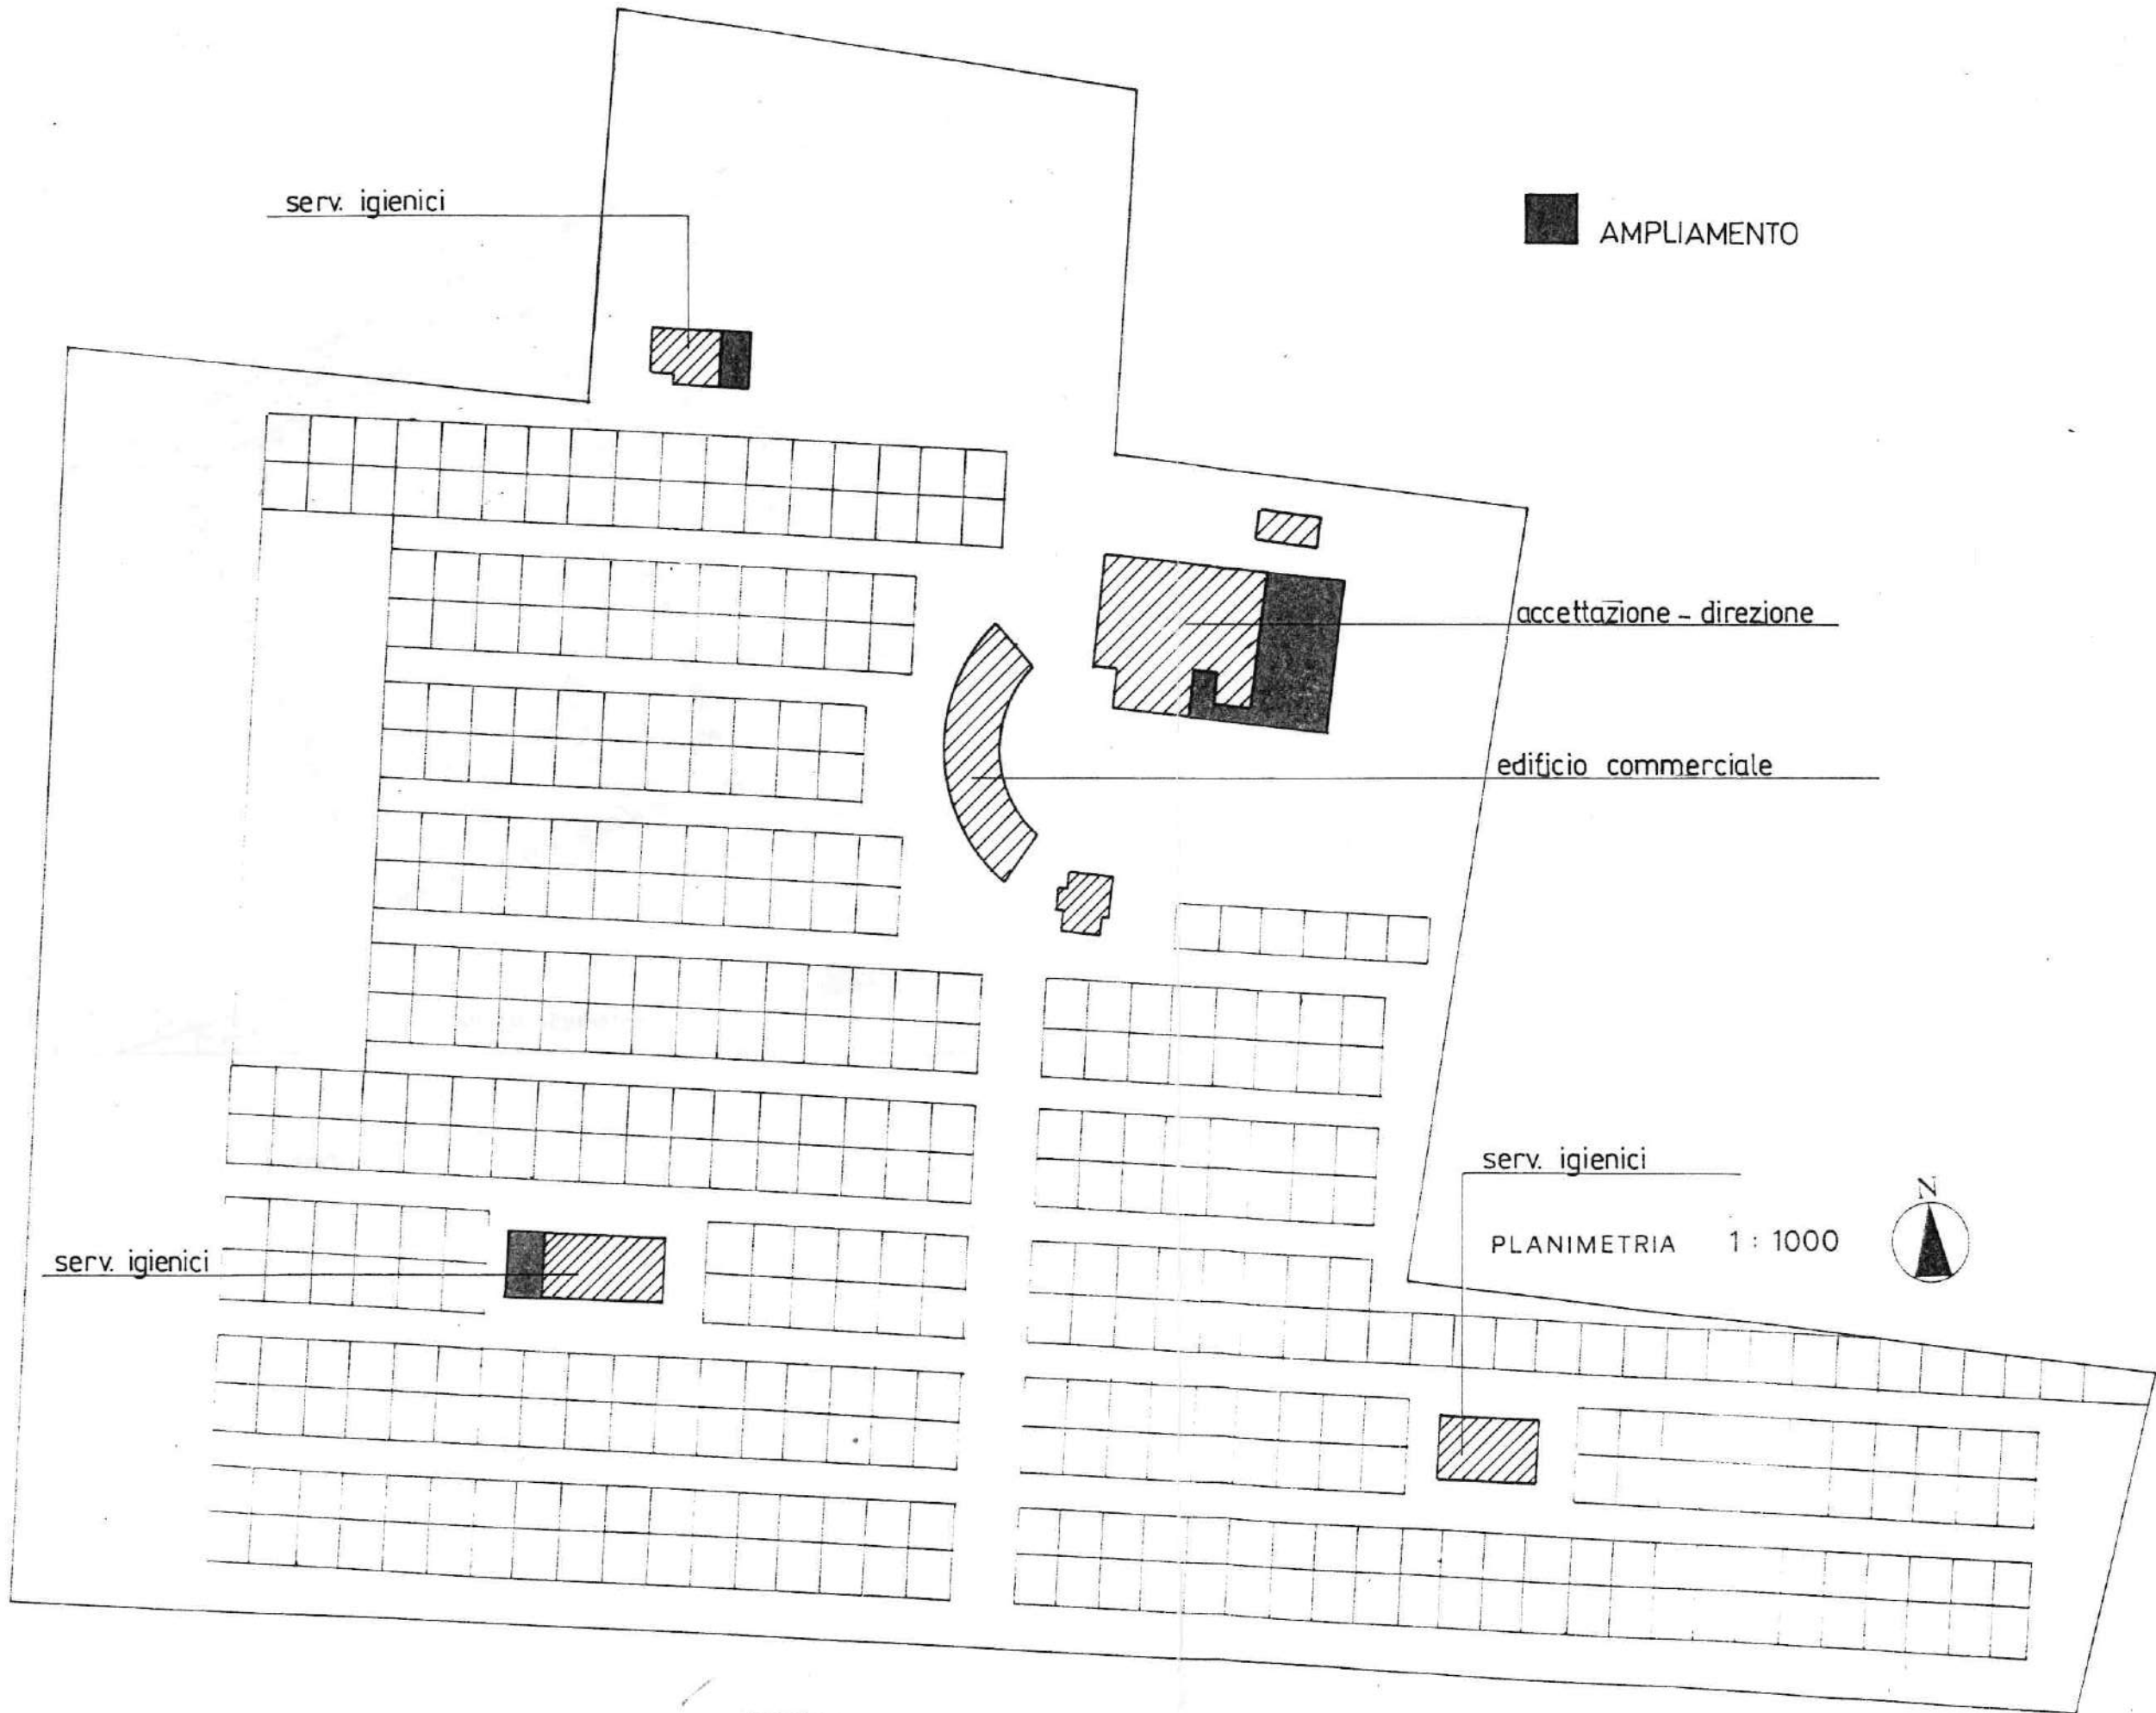 serv. igienici
AMPLIAMENTO
accettazione - direzione
edificio commerciale
serv. igienici
N
PLANIMETRIA 1 : 1000
serv. igienici